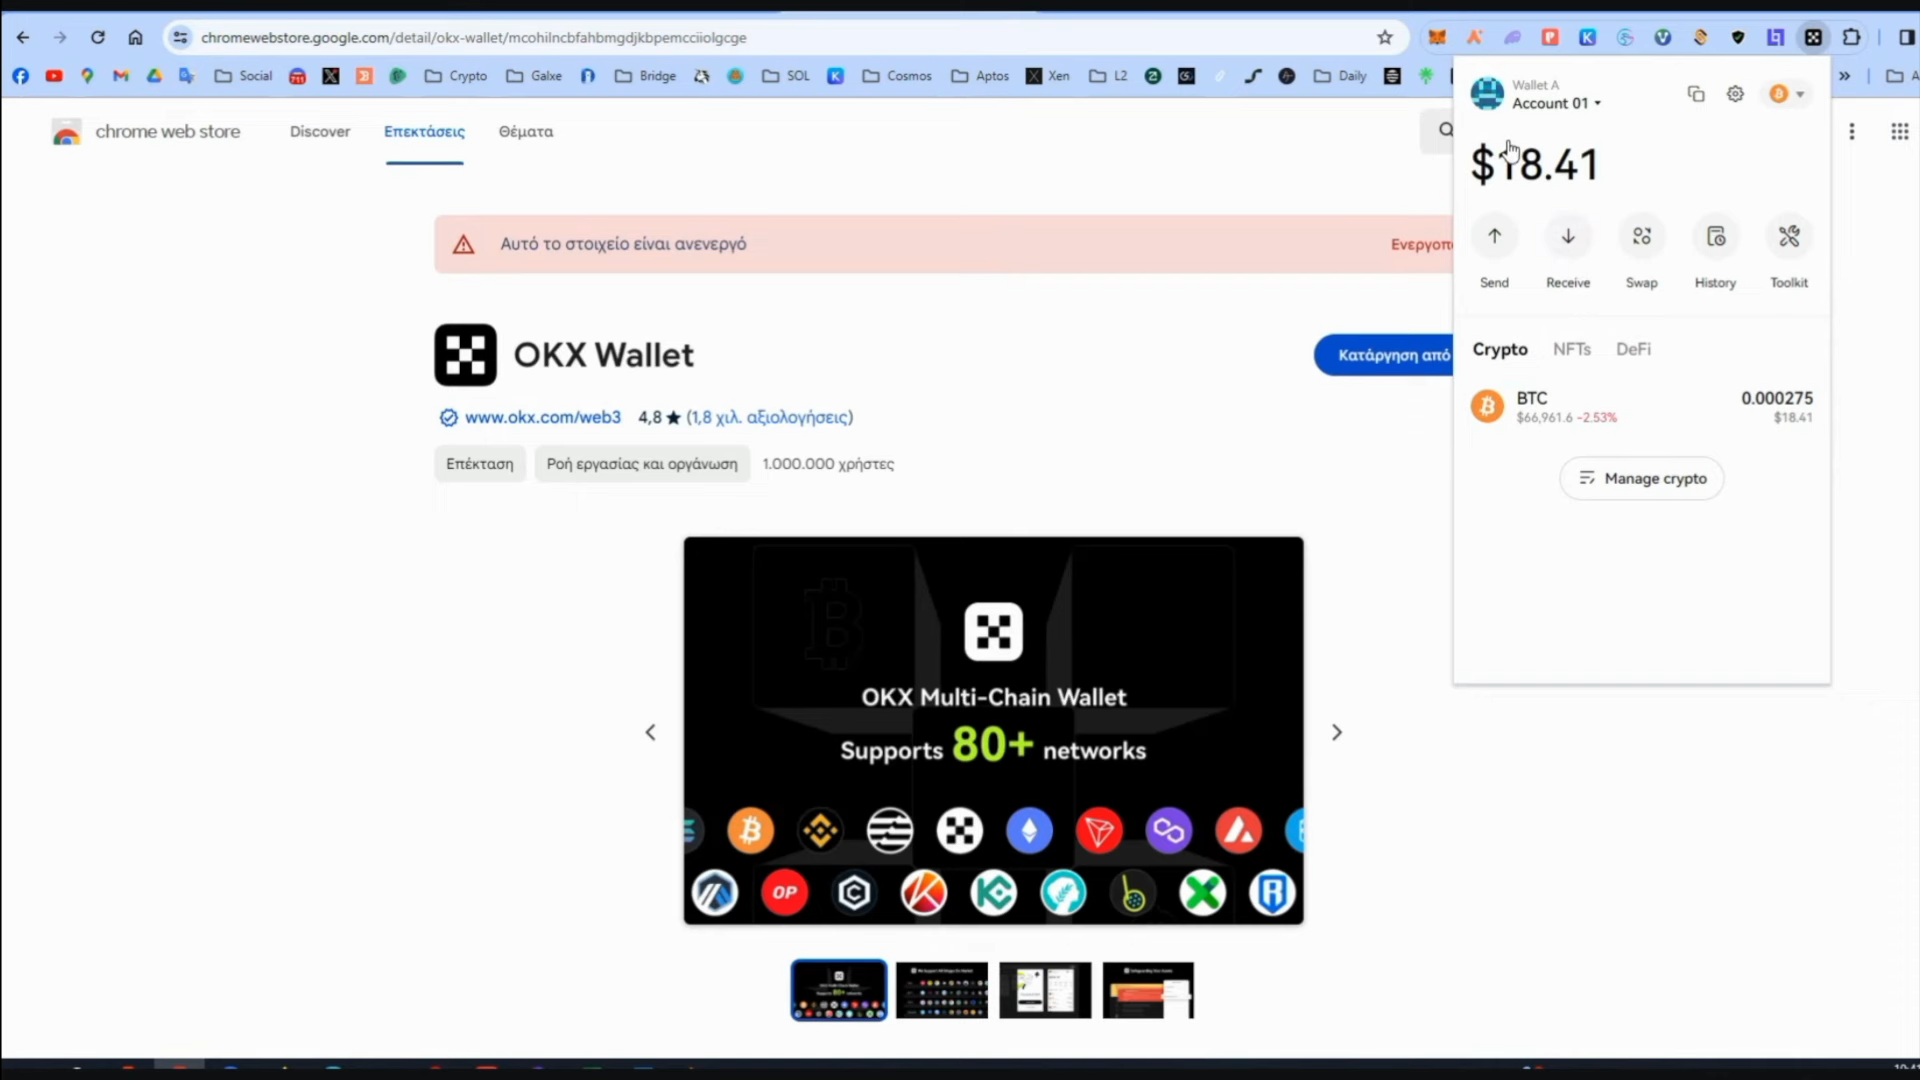 chromewebstore.google.com/detail/okx-wallet/mcohilncbfahbmgdjkbpemcciiolgcge
Social
Crypto
Galxe
Bridge
SOL
Cosmos
Aptos
Xen
L2
Daily
chrome web store
Discover
Επεκτάσεις
Θέματα
Αυτό το στοιχείο είναι ανενεργό
OKX Wallet
Κατάργηση από
www.okx.com/web3 4,8 ★ (1,8 χιλ. αξιολογήσεις)
Επέκταση
Ροή εργασίας και οργάνωση
1.000.000 χρήστες
OKX Multi-Chain Wallet
Supports 80+ networks
OP
Wallet A
Account 01
$18.41
Send
Receive
Swap
History
Toolkit
Crypto
NFTs
DeFi
BTC
0.000275
$66,961.6 -2.53%
$18.41
Manage crypto